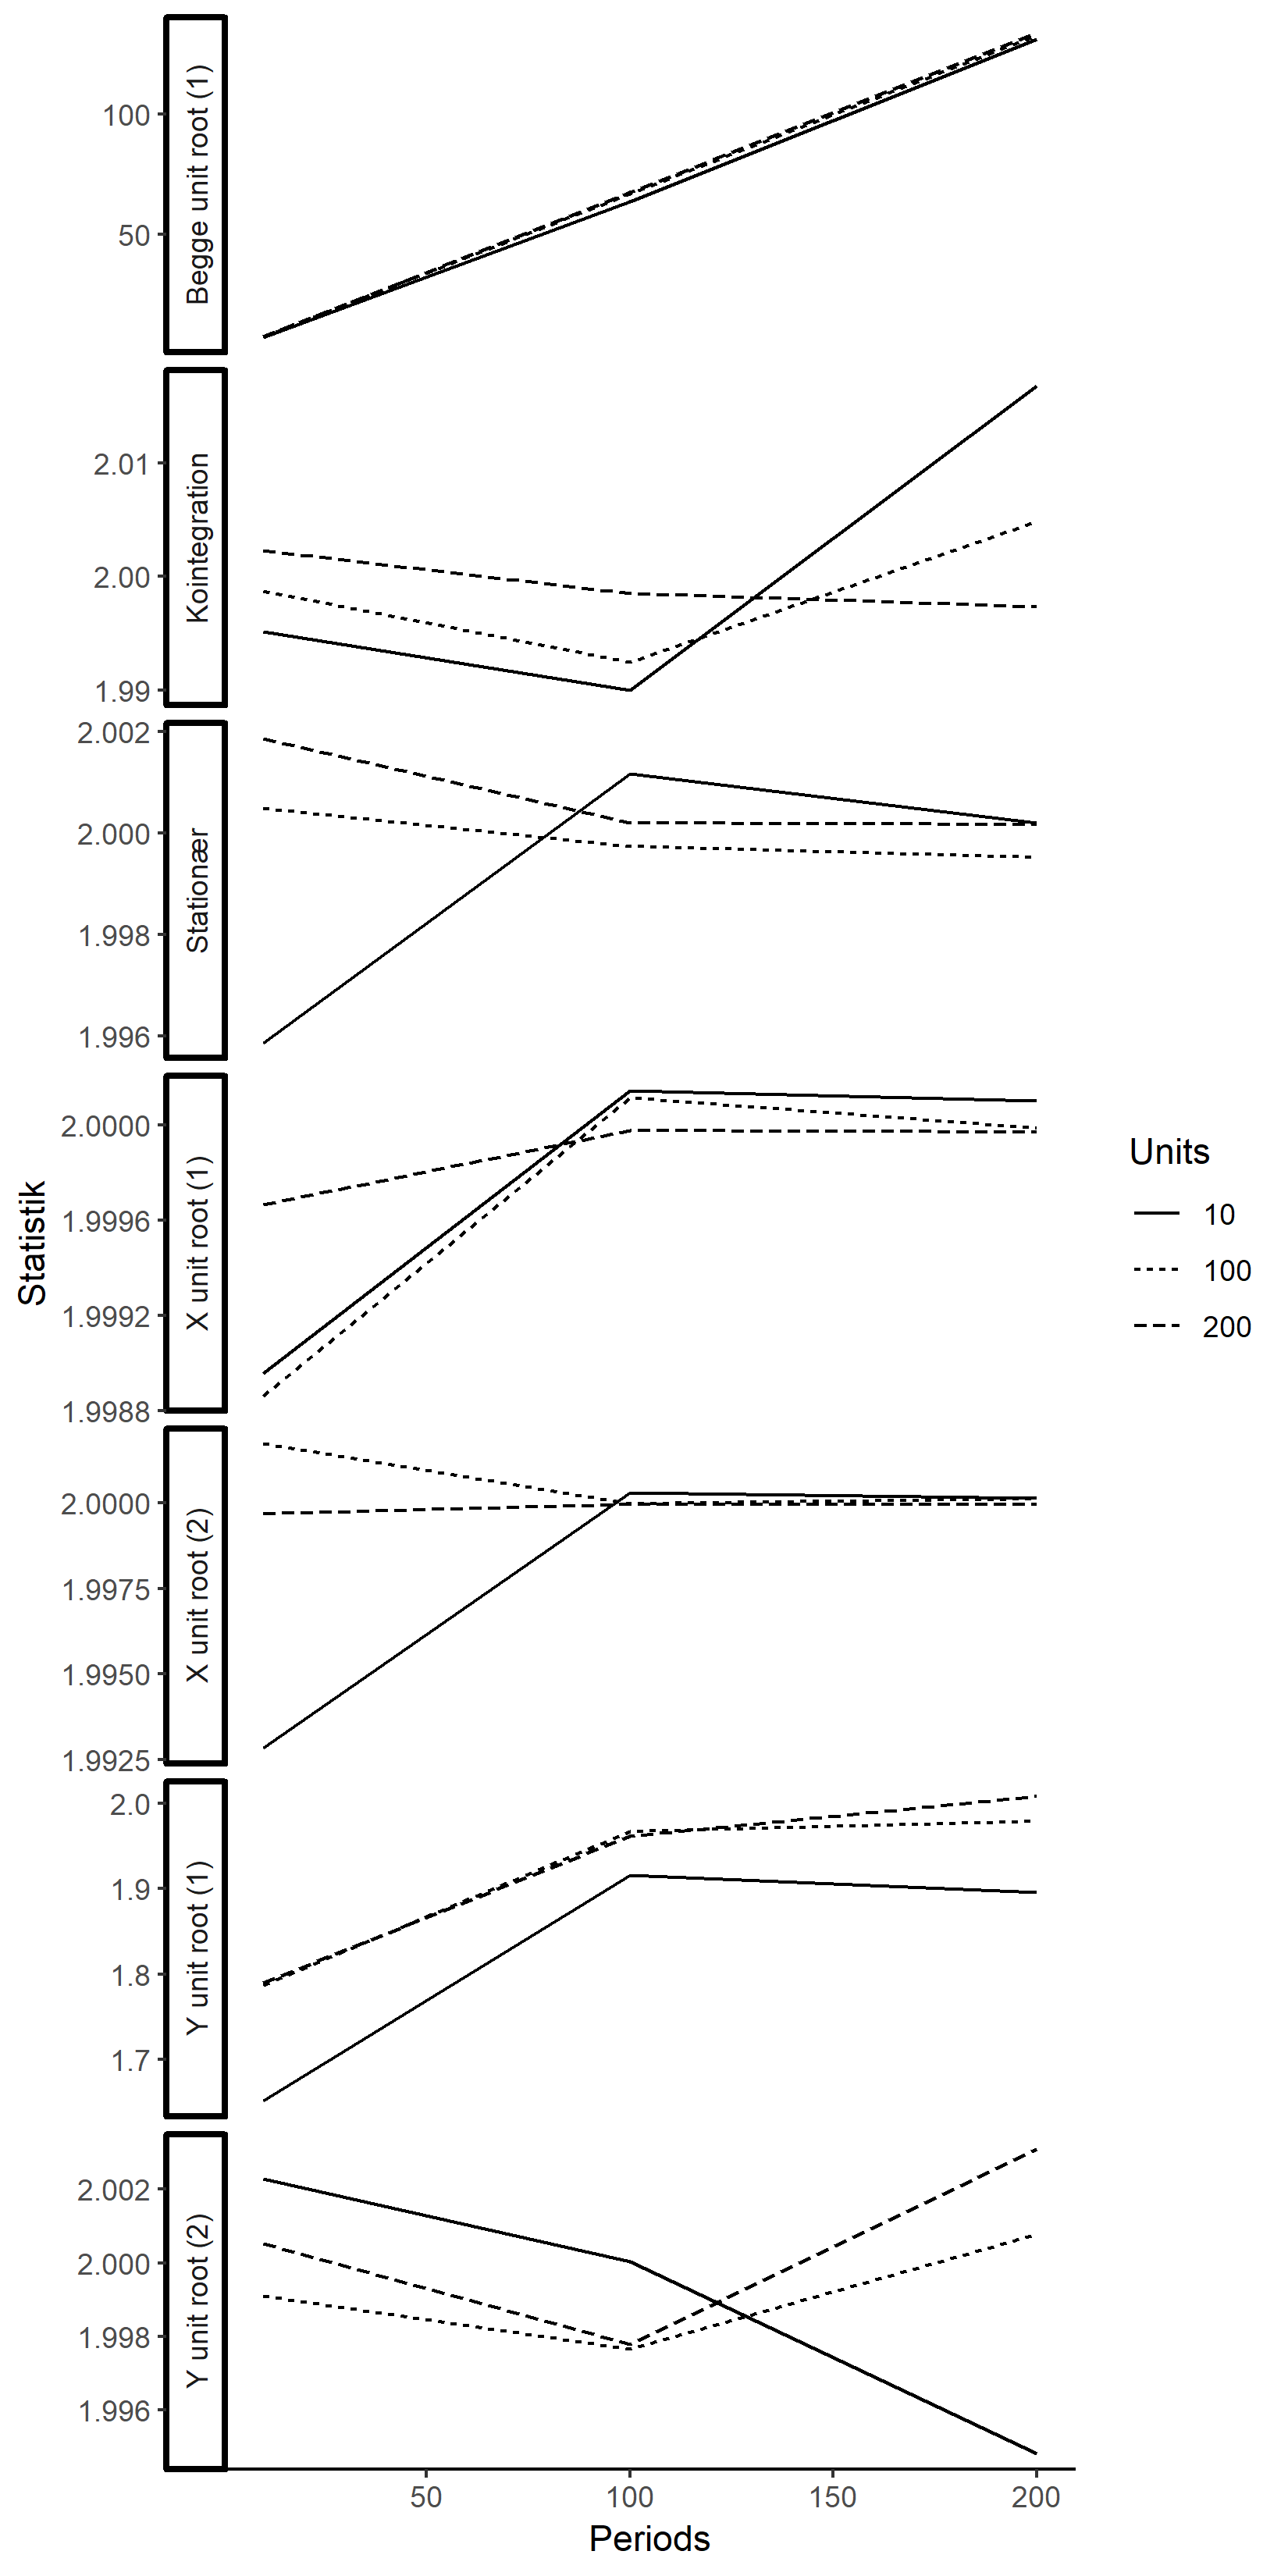 Statistik
Begge unit root (1)
100
50
Kointegration
2.01
2.00
1.99
Stationær
2.002
2.000
1.998
1.996
X unit root (1)
2.0000
1.9996
1.9992
1.9988
X unit root (2)
2.0000
1.9975
1.9950
1.9925
Y unit root (1)
2.0
1.9
1.8
1.7
Y unit root (2)
2.002
2.000
1.998
1.996
50 100 150 200
Periods
Units
10
100
200